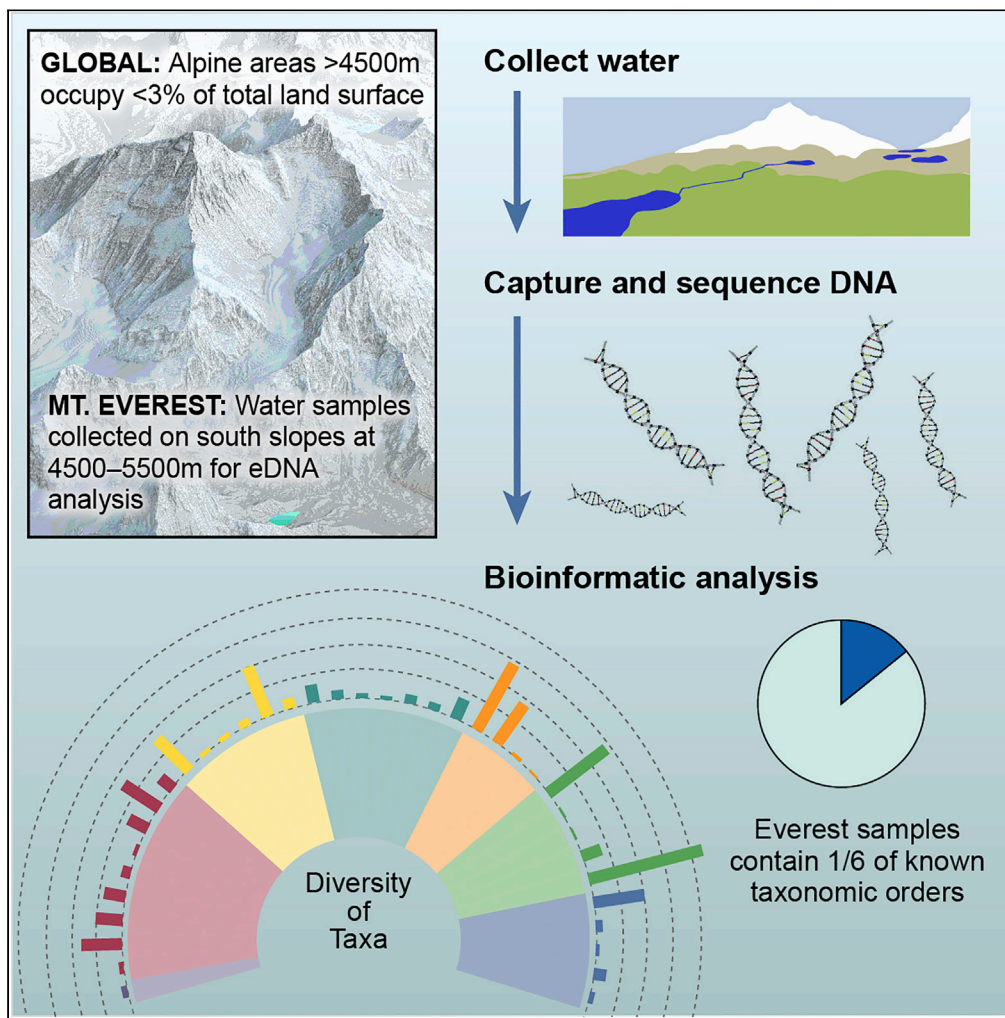 GLOBAL: Alpine areas >4500m
occupy <3% of total land surface
MT. EVEREST: Water samples
collected on south slopes at
4500–5500m for eDNA
analysis
Collect water
Capture and sequence DNA
Bioinformatic analysis
Diversity
of
Taxa
Everest samples
contain 1/6 of known
taxonomic orders